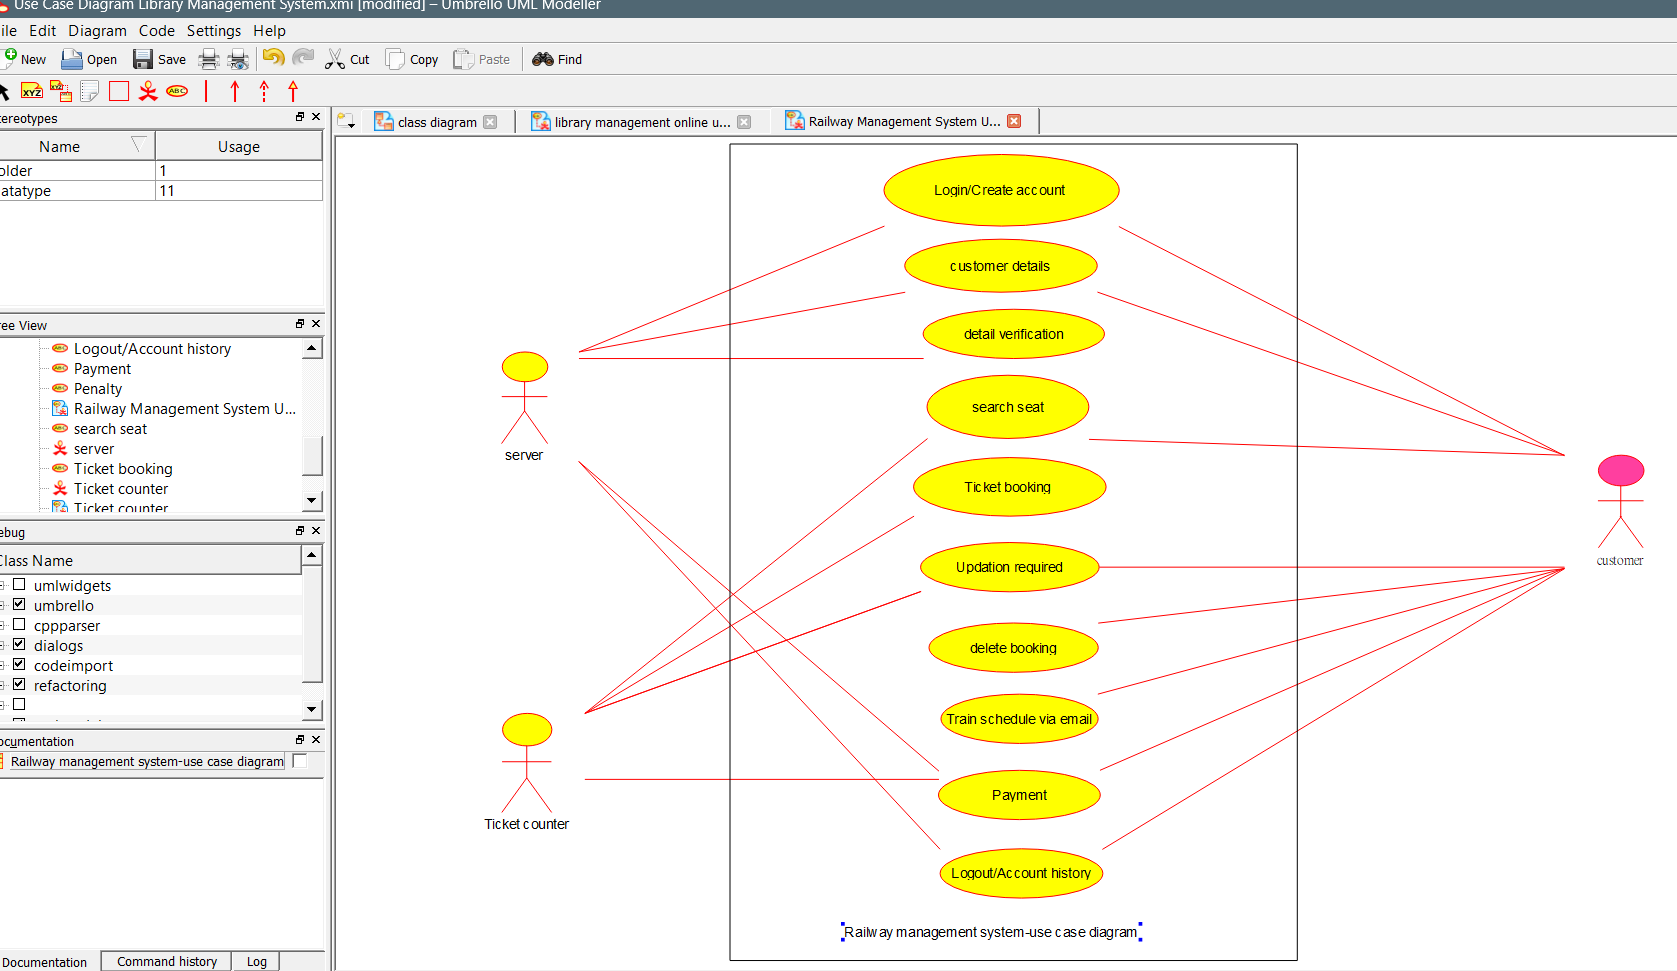 Use Case Diagram Library Management System.xmi [modified] – Umbrello UML Modeller
ile Edit Diagram Code Settings Help
New Open Save Cut Copy Paste Find
XYZ ABC
ereotypes
class diagram library management online u... Railway Management System U...
Name Usage
older 1
atatype 11
ree View
Logout/Account history
Payment
Penalty
Railway Management System U...
search seat
server
Ticket booking
Ticket counter
Ticket counter
ebug
Class Name
umlwidgets
umbrello
cppparser
dialogs
codeimport
refactoring
ocumentation
Railway management system-use case diagram
Documentation Command history Log
Login/Create account
customer details
detail verification
search seat
Ticket booking
Updation required
delete booking
Train schedule via email
Payment
Logout/Account history
Railway management system-use case diagram
server
Ticket counter
customer